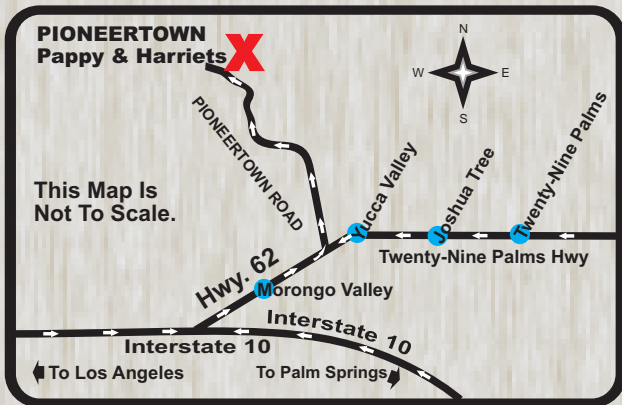 PIONEERTOWN
Pappy & Harriets
X
N
W
E
S
PIONEERTOWN ROAD
This Map Is
Not To Scale.
Yucca Valley
Joshua Tree
Twenty-Nine Palms
Twenty-Nine Palms Hwy
Hwy. 62
Morongo Valley
Interstate 10
Interstate 10
To Los Angeles
To Palm Springs